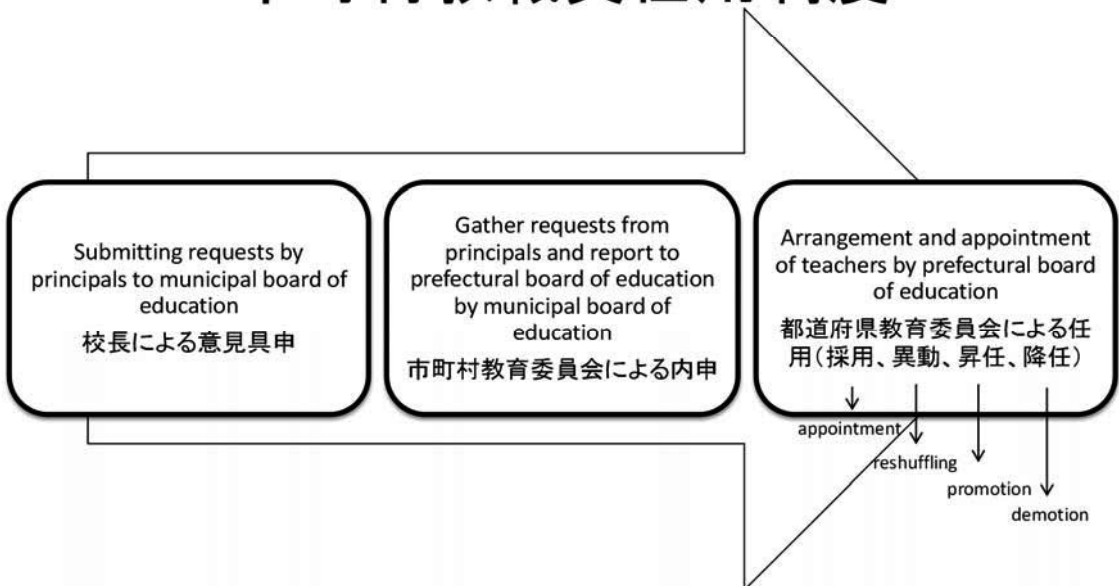 Submitting requests by
principals to municipal board of
education
校長による意見具申
Gather requests from
principals and report to
prefectural board of education
by municipal board of
education
市町村教育委員会による内申
Arrangement and appointment
of teachers by prefectural board
of education
都道府県教育委員会による任
用(採用、異動、昇任、降任)
appointment
reshuffling
promotion
demotion